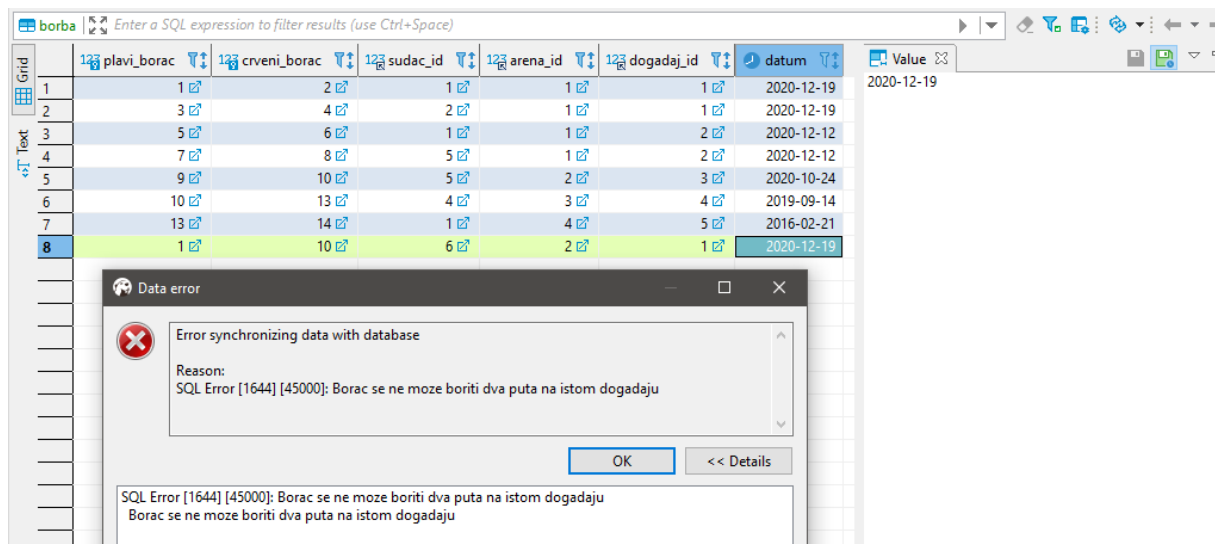 borba Enter a SQL expression to filter results (use Ctrl+Space)
Grid
Text
123 plavi_borac 123 crveni_borac 123 sudac_id 123 arena_id 123 dogadaj_id datum
1 1 2 1 1 1 2020-12-19
2 3 4 2 1 1 2020-12-19
3 5 6 1 1 2 2020-12-12
4 7 8 5 1 2 2020-12-12
5 9 10 5 2 3 2020-10-24
6 10 13 4 3 4 2019-09-14
7 13 14 1 4 5 2016-02-21
8 1 10 6 2 1 2020-12-19
Value
2020-12-19
Data error
Error synchronizing data with database
Reason:
SQL Error [1644] [45000]: Borac se ne moze boriti dva puta na istom dogadaju
OK << Details
SQL Error [1644] [45000]: Borac se ne moze boriti dva puta na istom dogadaju
Borac se ne moze boriti dva puta na istom dogadaju